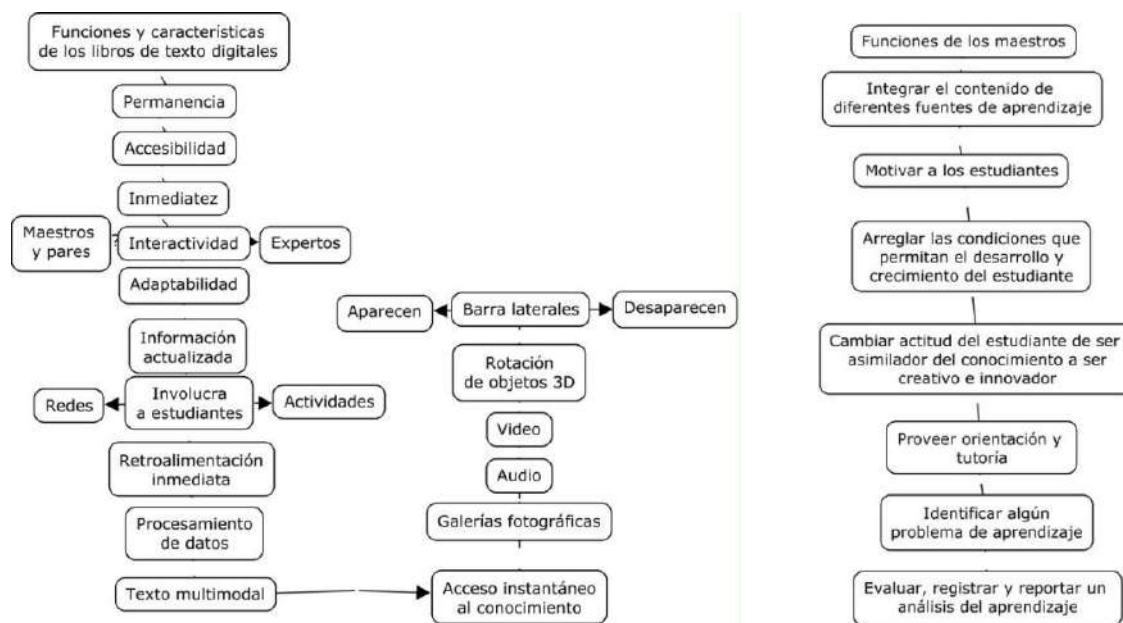 Funciones y características
de los libros de texto digitales
Permanencia
Accesibilidad
Inmediatez
Maestros
y pares
Interactividad
Expertos
Adaptabilidad
Información
actualizada
Redes
Involucra
a estudiantes
Actividades
Retroalimentación
inmediata
Procesamiento
de datos
Texto multimodal
Aparecen
Barra laterales
Desaparecen
Rotación
de objetos 3D
Video
Audio
Galerías fotográficas
Acceso instantáneo
al conocimiento
Funciones de los maestros
Integrar el contenido de
diferentes fuentes de aprendizaje
Motivar a los estudiantes
Arreglar las condiciones que
permitan el desarrollo y
crecimiento del estudiante
Cambiar actitud del estudiante de ser
asimilador del conocimiento a ser
creativo e innovador
Proveer orientación y
tutoría
Identificar algún
problema de aprendizaje
Evaluar, registrar y reportar un
análisis del aprendizaje